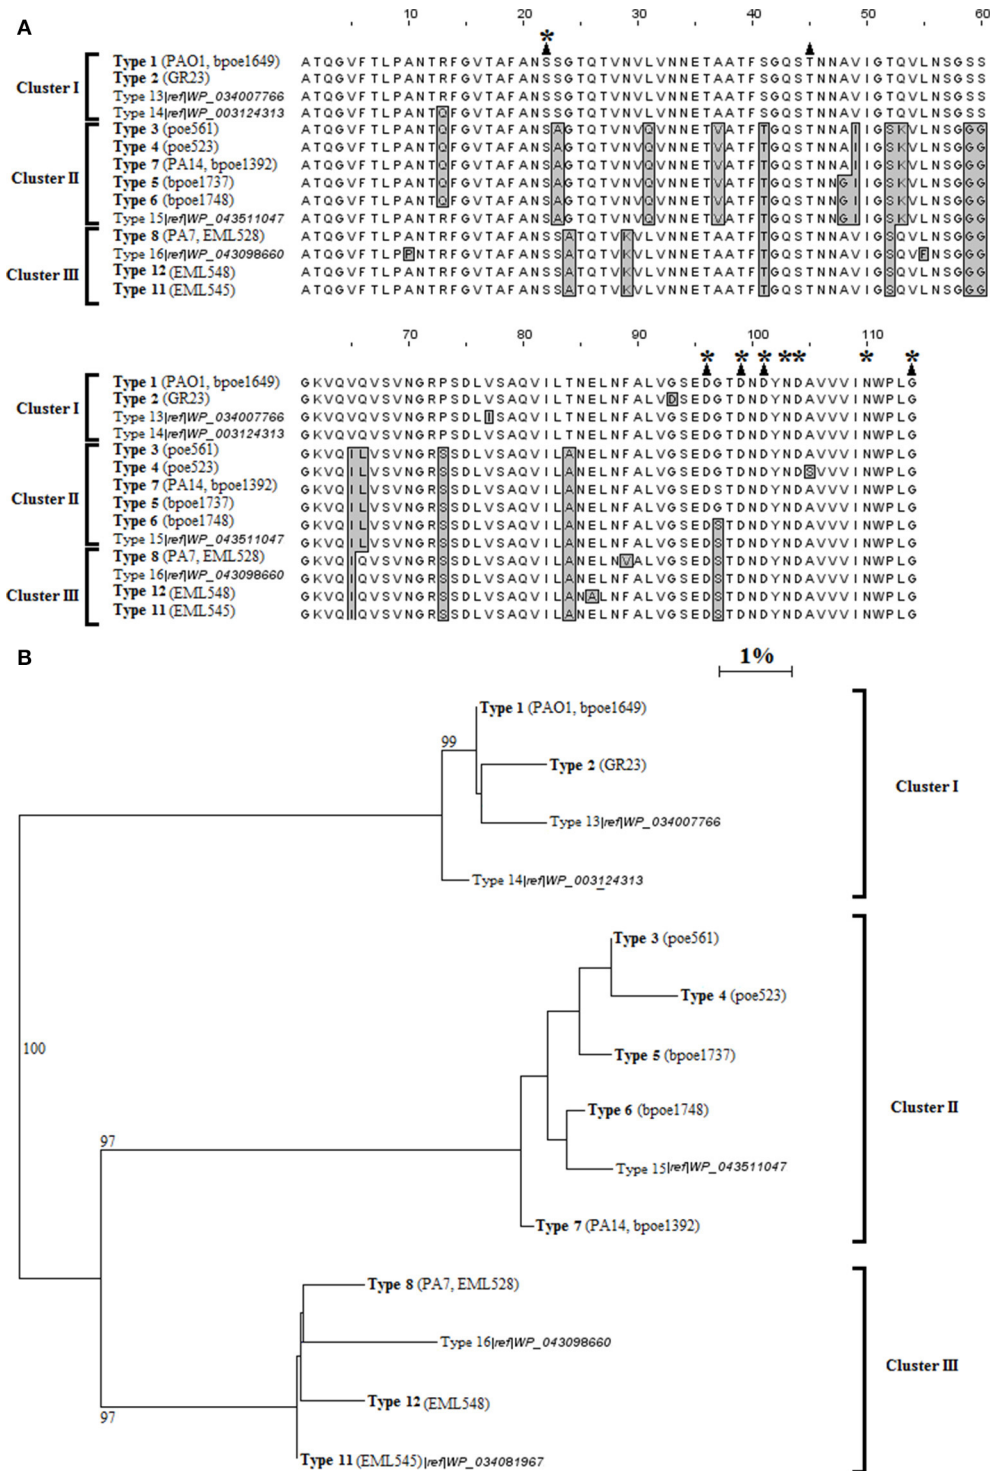 A
10 20 30 40 50 60
*
Cluster I
Type 1 (PAO1, bpoe1649) ATQGVFTLPANTRFGVTAFANSSGTQTVNVLVNNETAATFSGQSTNNAVIGTQVLNSGSS
Type 2 (GR23) ATQGVFTLPANTRFGVTAFANSSGTQTVNVLVNNETAATFSGQSTNNAVIGTQVLNSGSS
Type 13|ref|WP_034007766 ATQGVFTLPANTRFGVTAFANSSGTQTVNVLVNNETAATFSGQSTNNAVIGTQVLNSGSS
Type 14|ref|WP_003124313 ATQGVFTLPANTQFGVTAFANSSGTQTVNVLVNNETAATFSGQSTNNAVIGTQVLNSGSS
Cluster II
Type 3 (poe561) ATQGVFTLPANTQFGVTAFANSAGTQTVNVQVNNETVATFTGQSTNNAIIGSKVLNSGGG
Type 4 (poe523) ATQGVFTLPANTQFGVTAFANSAGTQTVNVQVNNETVATFTGQSTNNAIIGSKVLNSGGG
Type 7 (PA14, bpoe1392) ATQGVFTLPANTQFGVTAFANSAGTQTVNVQVNNETVATFTGQSTNNAIIGSKVLNSGGG
Type 5 (bpoe1737) ATQGVFTLPANTQFGVTAFANSAGTQTVNVQVNNETVATFTGQSTNNGIIGSKVLNSGGG
Type 6 (bpoe1748) ATQGVFTLPANTQFGVTAFANSAGTQTVNVQVNNETVATFTGQSTNNGIIGSKVLNSGGG
Type 15|ref|WP_043511047 ATQGVFTLPANTRFGVTAFANSAGTQTVNVQVNNETVATFTGQSTNNGIIGSKVLNSGGG
Cluster III
Type 8 (PA7, EML528) ATQGVFTLPANTRFGVTAFANSSATQTVKVLVNNETAATFTGQSTNNAVIGSQVLNSGGG
Type 16|ref|WP_043098660 ATQGVFTLPPNTRFGVTAFANSSATQTVKVLVNNETAATFTGQSTNNAVIGSQVFNSGGG
Type 12 (EML548) ATQGVFTLPANTRFGVTAFANSSATQTVKVLVNNETAATFTGQSTNNAVIGSQVLNSGGG
Type 11 (EML545) ATQGVFTLPANTRFGVTAFANSSATQTVKVLVNNETAATFTGQSTNNAVIGSQVLNSGGG
70 80 90 100 110
* * * ** * *
Cluster I
Type 1 (PAO1, bpoe1649) GKVQVQVSVNGRPSDLVSAQVILTNELNFALVGSEDGTDNDYNDAVVVINWPLG
Type 2 (GR23) GKVQVQVSVNGRPSDLVSAQVILTNELNFALVDSEDGTDNDYNDAVVVINWPLG
Type 13|ref|WP_034007766 GKVQVQVSVNGRPSDLISAQVILTNELNFALVGSEDGTDNDYNDAVVVINWPLG
Type 14|ref|WP_003124313 GKVQVQVSVNGRPSDLVSAQVILTNELNFALVGSEDGTDNDYNDAVVVINWPLG
Cluster II
Type 3 (poe561) GKVQILVSVNGRSSDLVSAQVILANELNFALVGSEDGTDNDYNDAVVVINWPLG
Type 4 (poe523) GKVQILVSVNGRSSDLVSAQVILANELNFALVGSEDGTDNDYNDSVVVINWPLG
Type 7 (PA14, bpoe1392) GKVQILVSVNGRSSDLVSAQVILANELNFALVGSEDSTDNDYNDAVVVINWPLG
Type 5 (bpoe1737) GKVQILVSVNGRSSDLVSAQVILANELNFALVGSEDGTDNDYNDAVVVINWPLG
Type 6 (bpoe1748) GKVQILVSVNGRSSDLVSAQVILANELNFALVGSEDSTDNDYNDAVVVINWPLG
Type 15|ref|WP_043511047 GKVQILVSVNGRSSDLVSAQVILANELNFALVGSEDSTDNDYNDAVVVINWPLG
Cluster III
Type 8 (PA7, EML528) GKVQIQVSVNGRSSDLVSAQVILANELNVALVGSEDSTDNDYNDAVVVINWPLG
Type 16|ref|WP_043098660 GKVQIQVSVNGRSSDLVSAQVILANELNFALVGSEDSTDNDYNDAVVVINWPLG
Type 12 (EML548) GKVQIQVSVNGRSSDLVSAQVILANALNFALVGSEDSTDNDYNDAVVVINWPLG
Type 11 (EML545) GKVQIQVSVNGRSSDLVSAQVILANELNFALVGSEDSTDNDYNDAVVVINWPLG
B
1%
Type 1 (PAO1, bpoe1649)
99
Type 2 (GR23)
Cluster I
Type 13|ref|WP_034007766
Type 14|ref|WP_003124313
Type 3 (poe561)
Type 4 (poe523)
100
Type 5 (bpoe1737)
Type 6 (bpoe1748)
Cluster II
97
Type 15|ref|WP_043511047
Type 7 (PA14, bpoe1392)
Type 8 (PA7, EML528)
Type 16|ref|WP_043098660
Cluster III
Type 12 (EML548)
97
Type 11 (EML545)|ref|WP_034081967